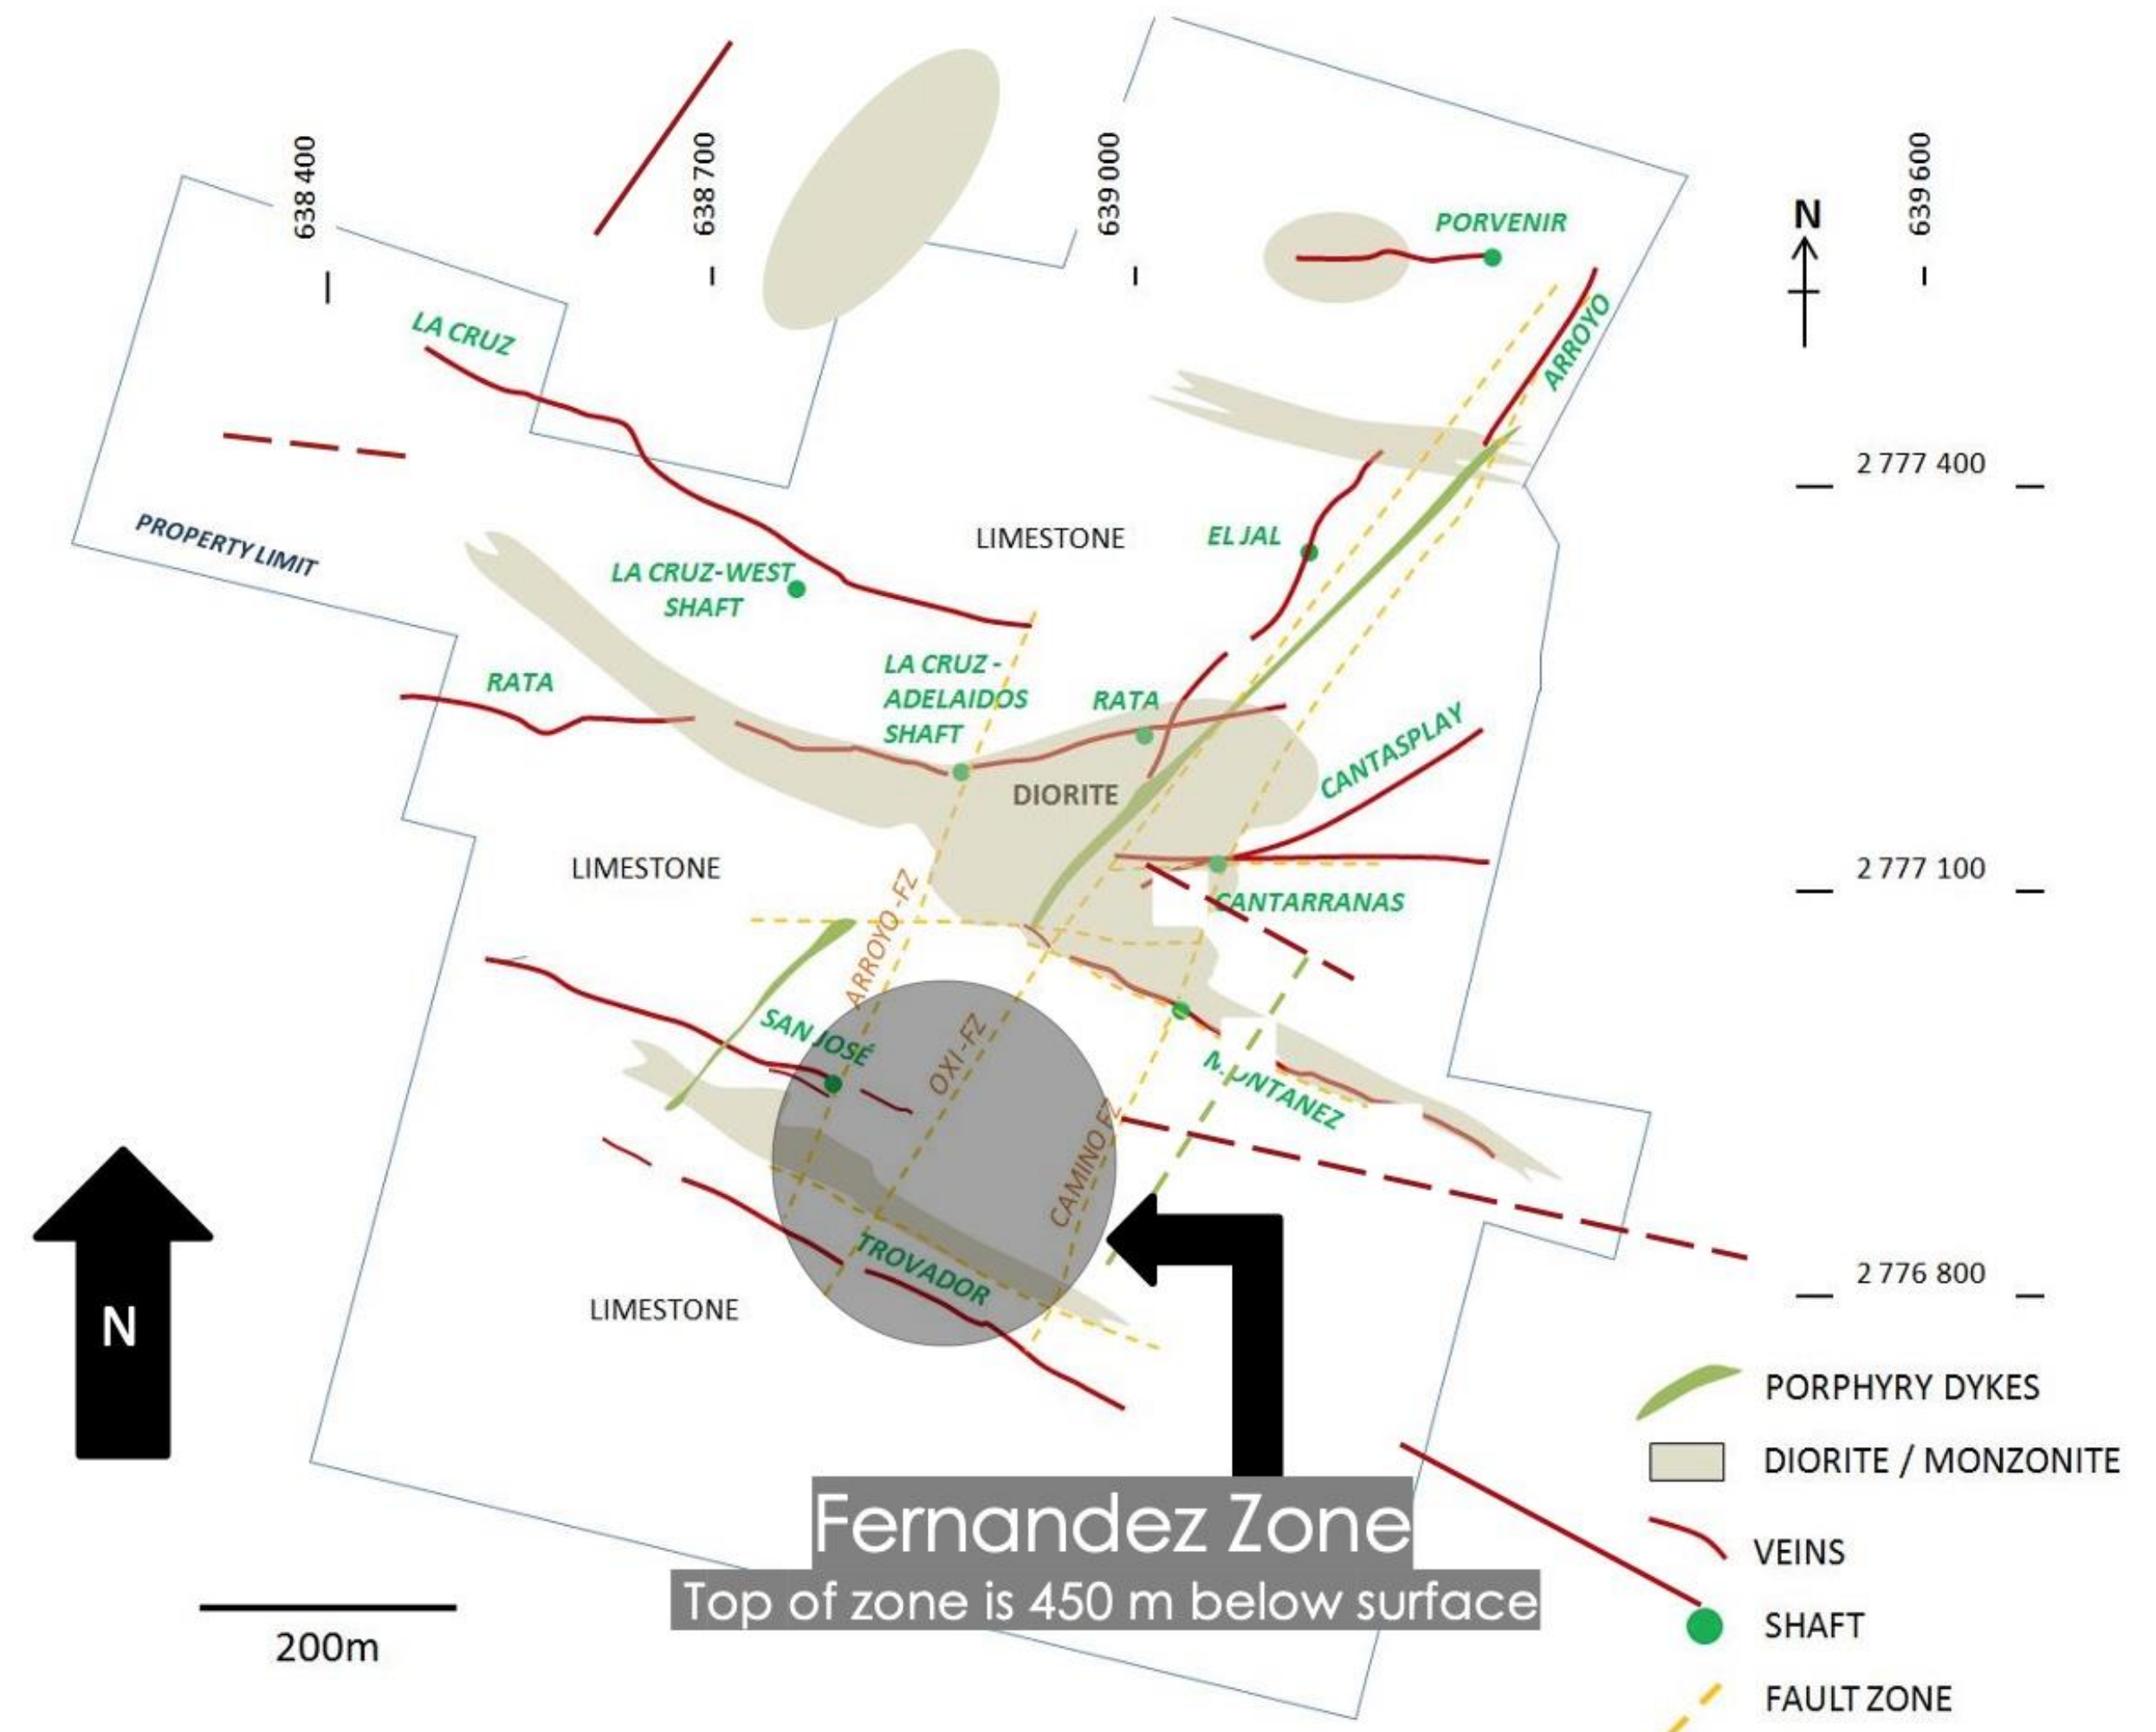 638 400
638 700
639 000
639 600
N
PORVENIR
ARROYO
LA CRUZ
2 777 400
PROPERTY LIMIT
LIMESTONE
EL JAL
LA CRUZ-WEST
SHAFT
LA CRUZ -
ADELAIDOS
SHAFT
RATA
RATA
CANTASPLAY
DIORITE
LIMESTONE
2 777 100
CANTARRANAS
ARROYO -FZ
SAN JOSÉ
OXI -FZ
MONTANEZ
CAMINO FZ
TROVADOR
2 776 800
LIMESTONE
N
PORPHYRY DYKES
DIORITE / MONZONITE
VEINS
SHAFT
FAULT ZONE
Fernandez Zone
Top of zone is 450 m below surface
200m